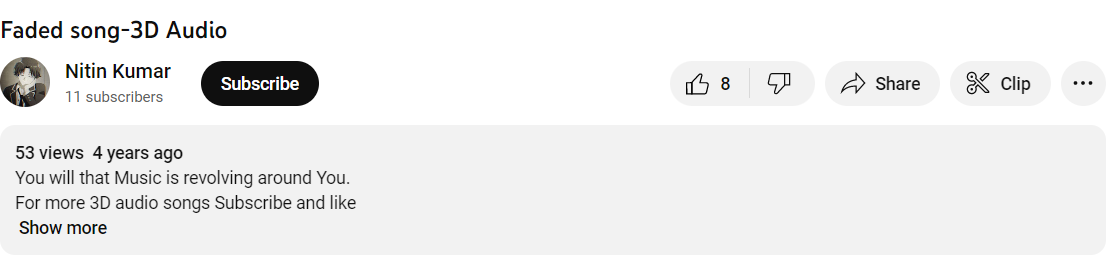 Faded song-3D Audio
Nitin Kumar
11 subscribers
Subscribe
8
Share
Clip
53 views 4 years ago
You will that Music is revolving around You.
For more 3D audio songs Subscribe and like
Show more